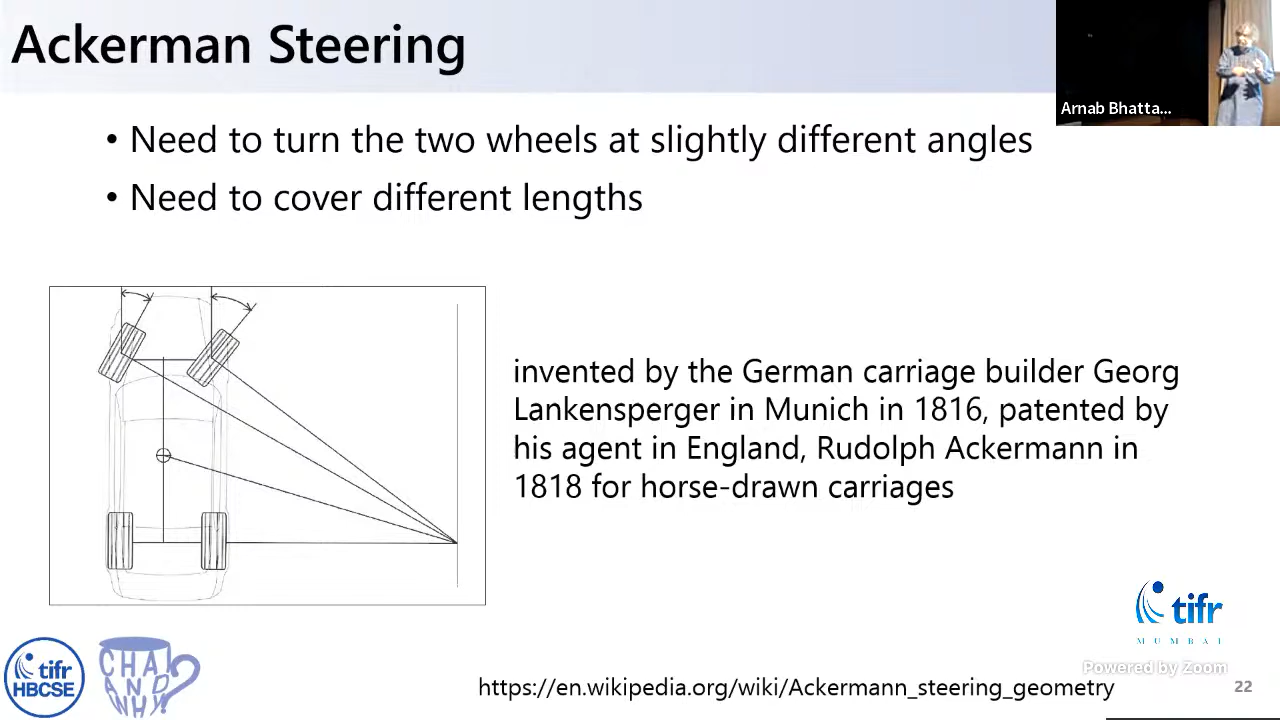 Ackerman Steering
Arnab Bhatta...
• Need to turn the two wheels at slightly different angles
• Need to cover different lengths
invented by the German carriage builder Georg
Lankensperger in Munich in 1816, patented by
his agent in England, Rudolph Ackermann in
1818 for horse-drawn carriages
tifr
MUMBAI
Powered by Zoom
tifr
HBCSE
CHAI
AND
WHY?
https://en.wikipedia.org/wiki/Ackermann_steering_geometry
22